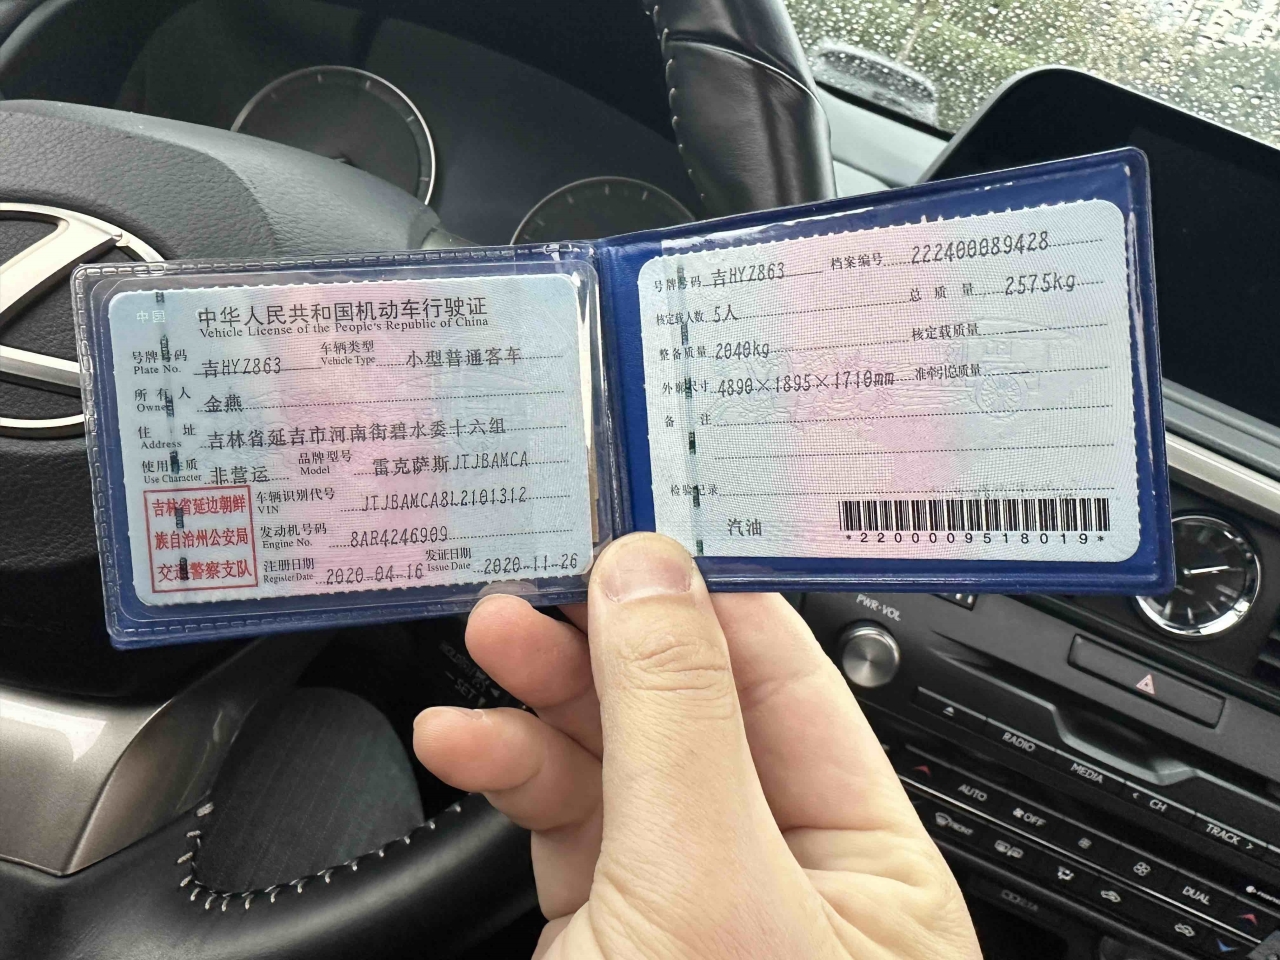 中国
中华人民共和国机动车行驶证
Vehicle License of the People's Republic of China
号牌号码 吉HYZ863 车辆类型 小型普通客车
Plate No. Vehicle Type
所有人 金燕
Owner
住址 吉林省延吉市河南街碧水委十六组
Address
使用性质 非营运 品牌型号 雷克萨斯JTJBAMCA
Use Character Model
吉林省延边朝鲜
族自治州公安局
交通警察支队
车辆识别代号 JTJBAMCA8L2101312
VIN
发动机号码 8AR4246909
Engine No.
注册日期 2020-04-16 发证日期 2020-11-26
Register Date Issue Date
号牌号码 吉HYZ863 档案编号 222400089428
核定载人数 5人 总质量 2575kg
整备质量 2040kg 核定载质量
外廓尺寸 4890×1895×1710mm 准牵引总质量
备注
检验记录
汽油
*2200009518019*
PWR·VOL
SET
RADIO
MEDIA
< CH
TRACK >
AUTO
OFF
FRONT
DUAL